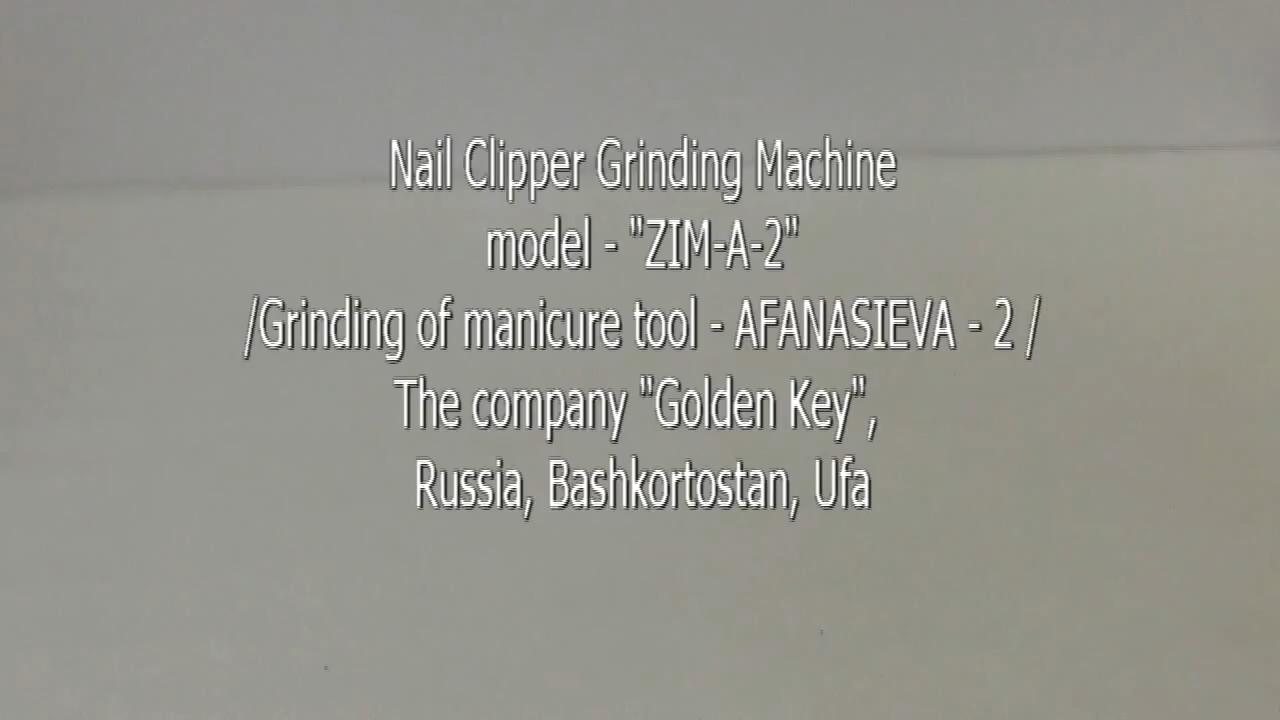 Nail Clipper Grinding Machine
model - "ZIM-A-2"
/Grinding of manicure tool - AFANASIEVA - 2 /
The company "Golden Key",
Russia, Bashkortostan, Ufa